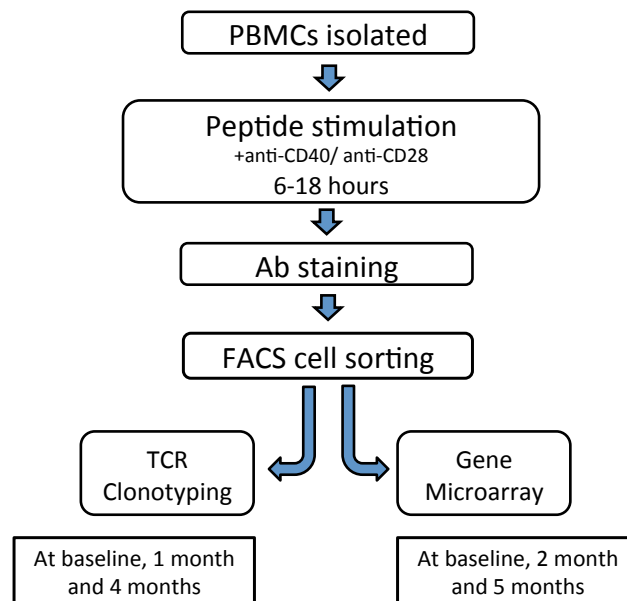 PBMCs isolated
Peptide stimulation
+anti-CD40/ anti-CD28
6-18 hours
Ab staining
FACS cell sorting
TCR
Clonotyping
Gene
Microarray
At baseline, 1 month
and 4 months
At baseline, 2 month
and 5 months